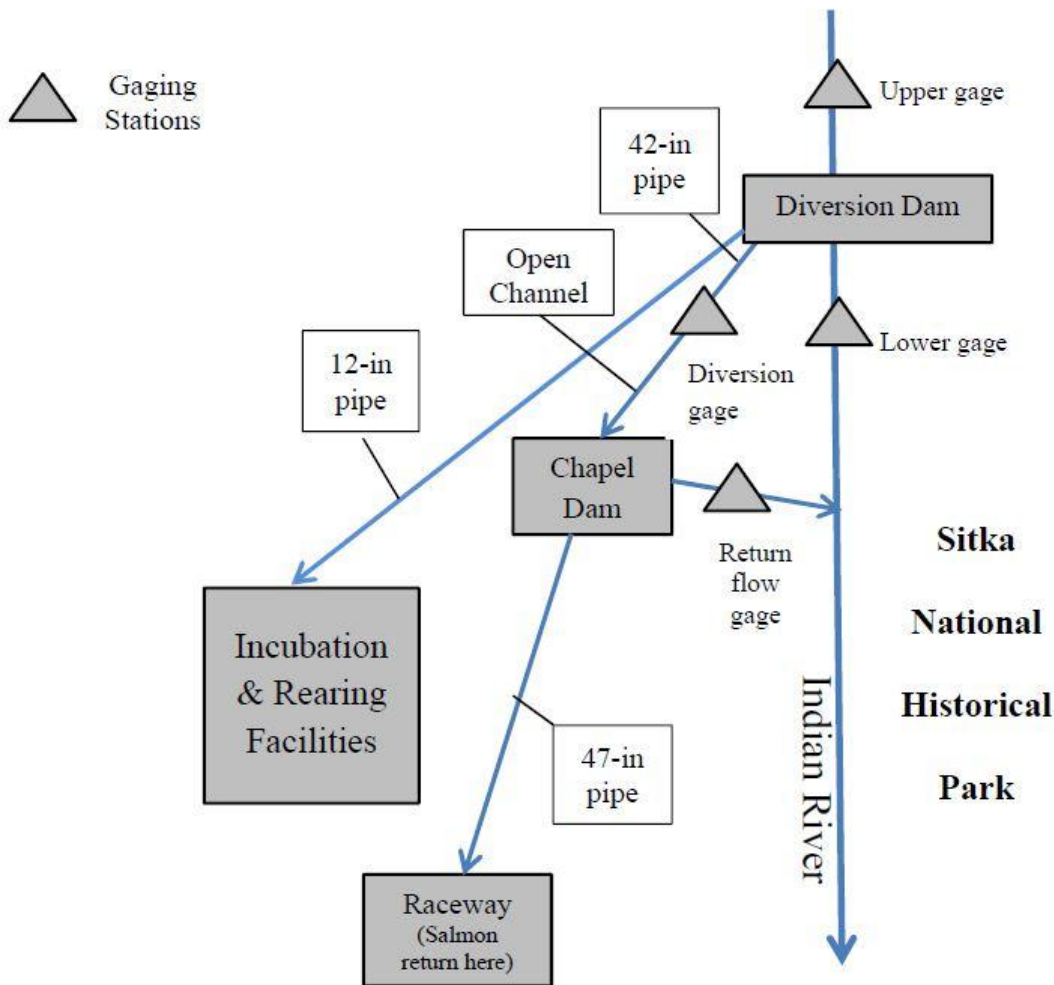 Gaging
Stations
Upper gage
42-in
pipe
Diversion Dam
Open
Channel
12-in
pipe
Lower gage
Diversion
gage
Chapel
Dam
Return
flow
gage
Sitka
National
Historical
Park
Incubation
& Rearing
Facilities
47-in
pipe
Indian River
Raceway
(Salmon
return here)